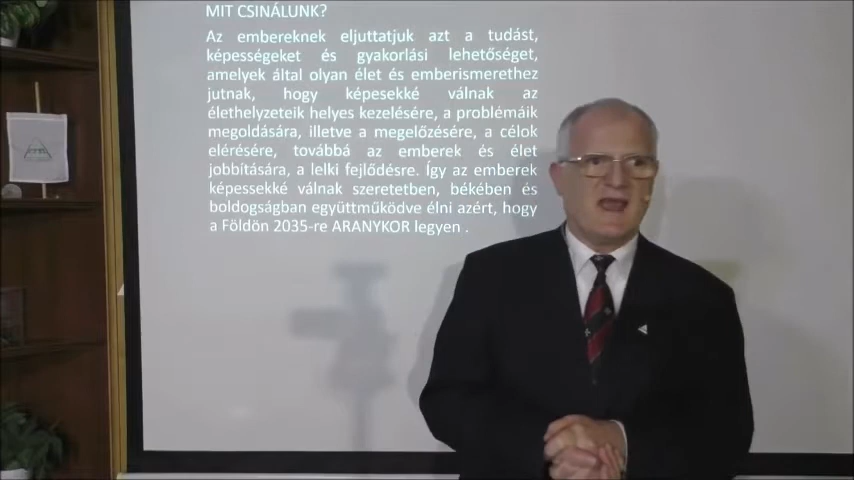 MIT CSINÁLUNK?
Az embereknek eljuttatjuk azt a tudást,
képességeket és gyakorlási lehetőséget,
amelyek által olyan élet és emberismerethez
jutnak, hogy képesekké válnak az
élethelyzeteik helyes kezelésére, a problémáik
megoldására, illetve a megelőzésére, a célok
elérésére, továbbá az emberek és élet
jobbítására, a lelki fejlődésre. Így az emberek
képessekké válnak szeretetben, békében és
boldogságban együttműködve élni azért, hogy
a Földön 2035-re ARANYKOR legyen .